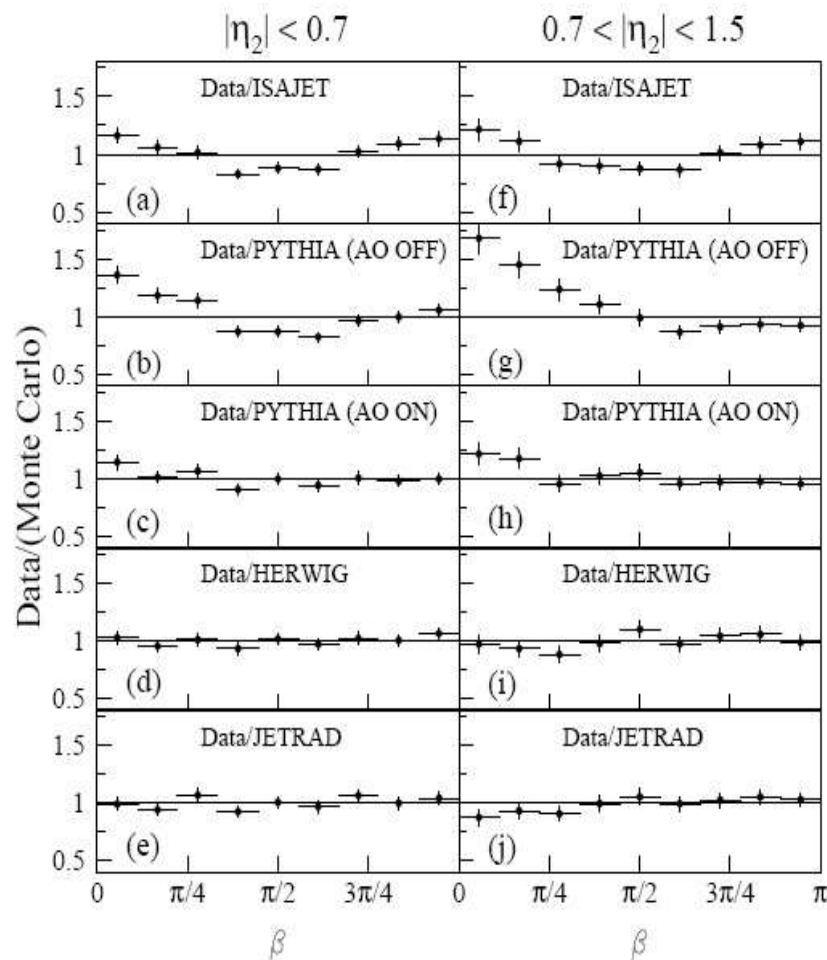 |η₂| < 0.7
0.7 < |η₂| < 1.5
Data/(Monte Carlo)
1.5
1
0.5
Data/ISAJET
(a)
Data/ISAJET
(f)
1.5
1
0.5
Data/PYTHIA (AO OFF)
(b)
Data/PYTHIA (AO OFF)
(g)
1.5
1
0.5
Data/PYTHIA (AO ON)
(c)
Data/PYTHIA (AO ON)
(h)
1.5
1
0.5
Data/HERWIG
(d)
Data/HERWIG
(i)
1.5
1
0.5
Data/JETRAD
(e)
Data/JETRAD
(j)
0 π/4 π/2 3π/4 0 π/4 π/2 3π/4 π
β β